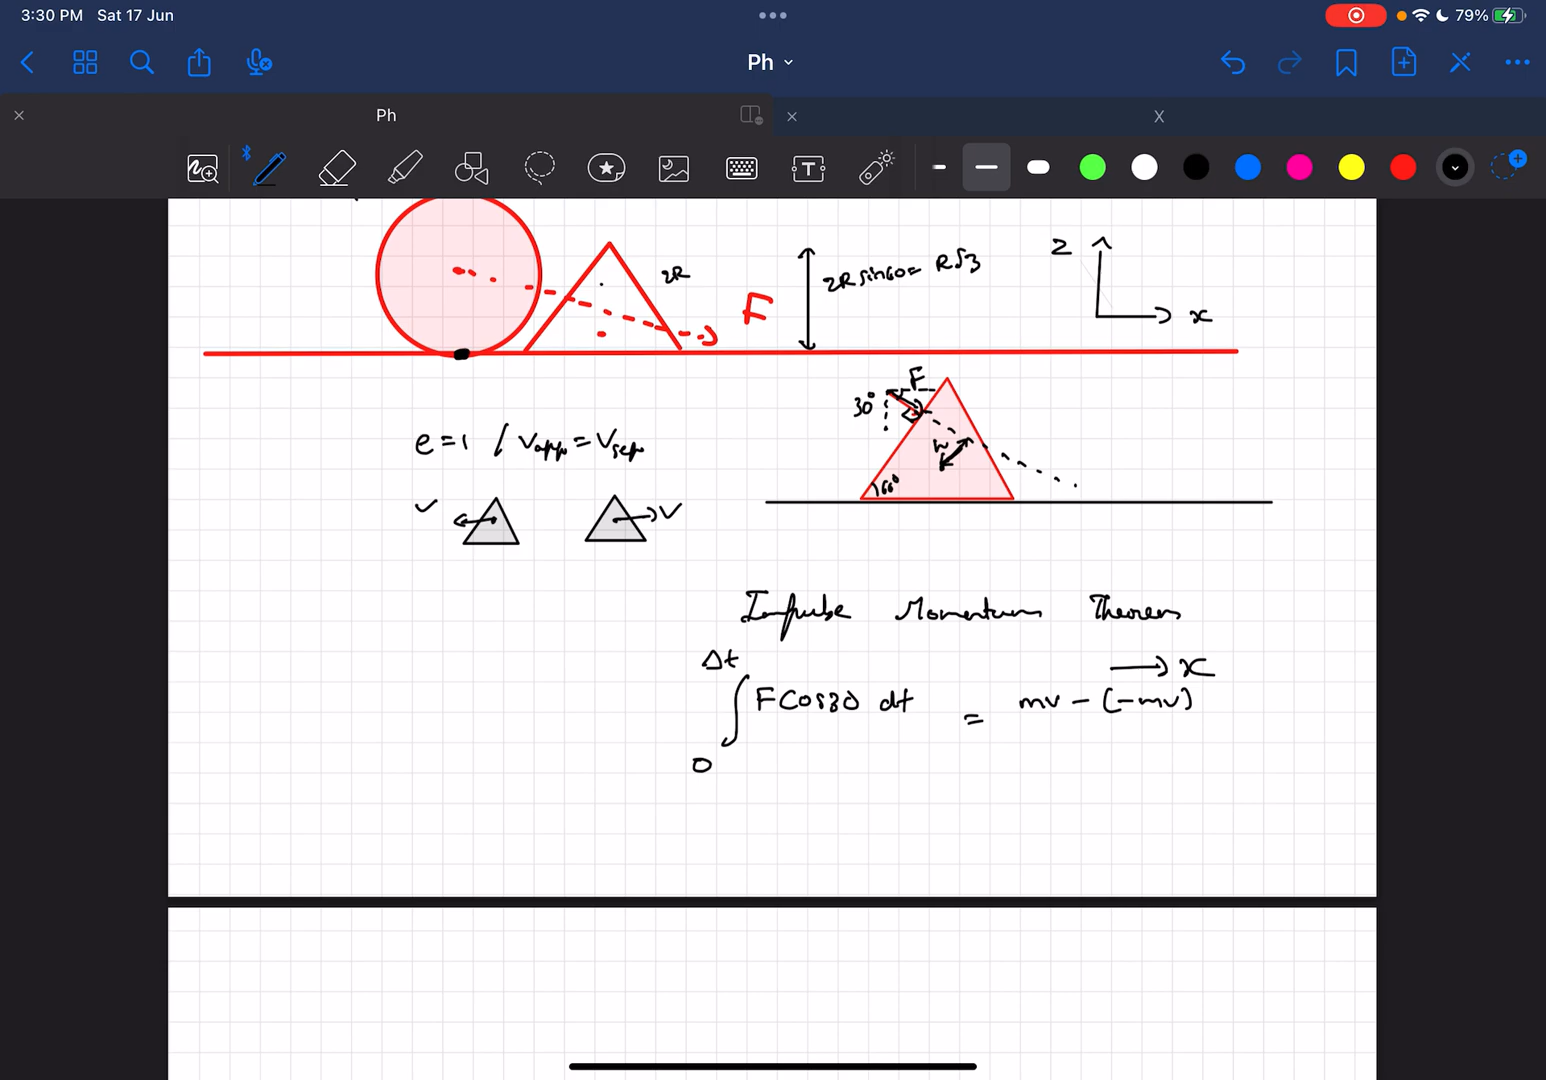 3:30 PM Sat 17 Jun
79%
Ph
Ph
X
T
2R
F
2R sin60= R√3
Z
x
F
30°
h
60°
e=1 / Vapp = Vsep
V
V
Impulse Momentum Theorem
Δt
x
∫ F Cos30 dt = mv - (-mv)
0